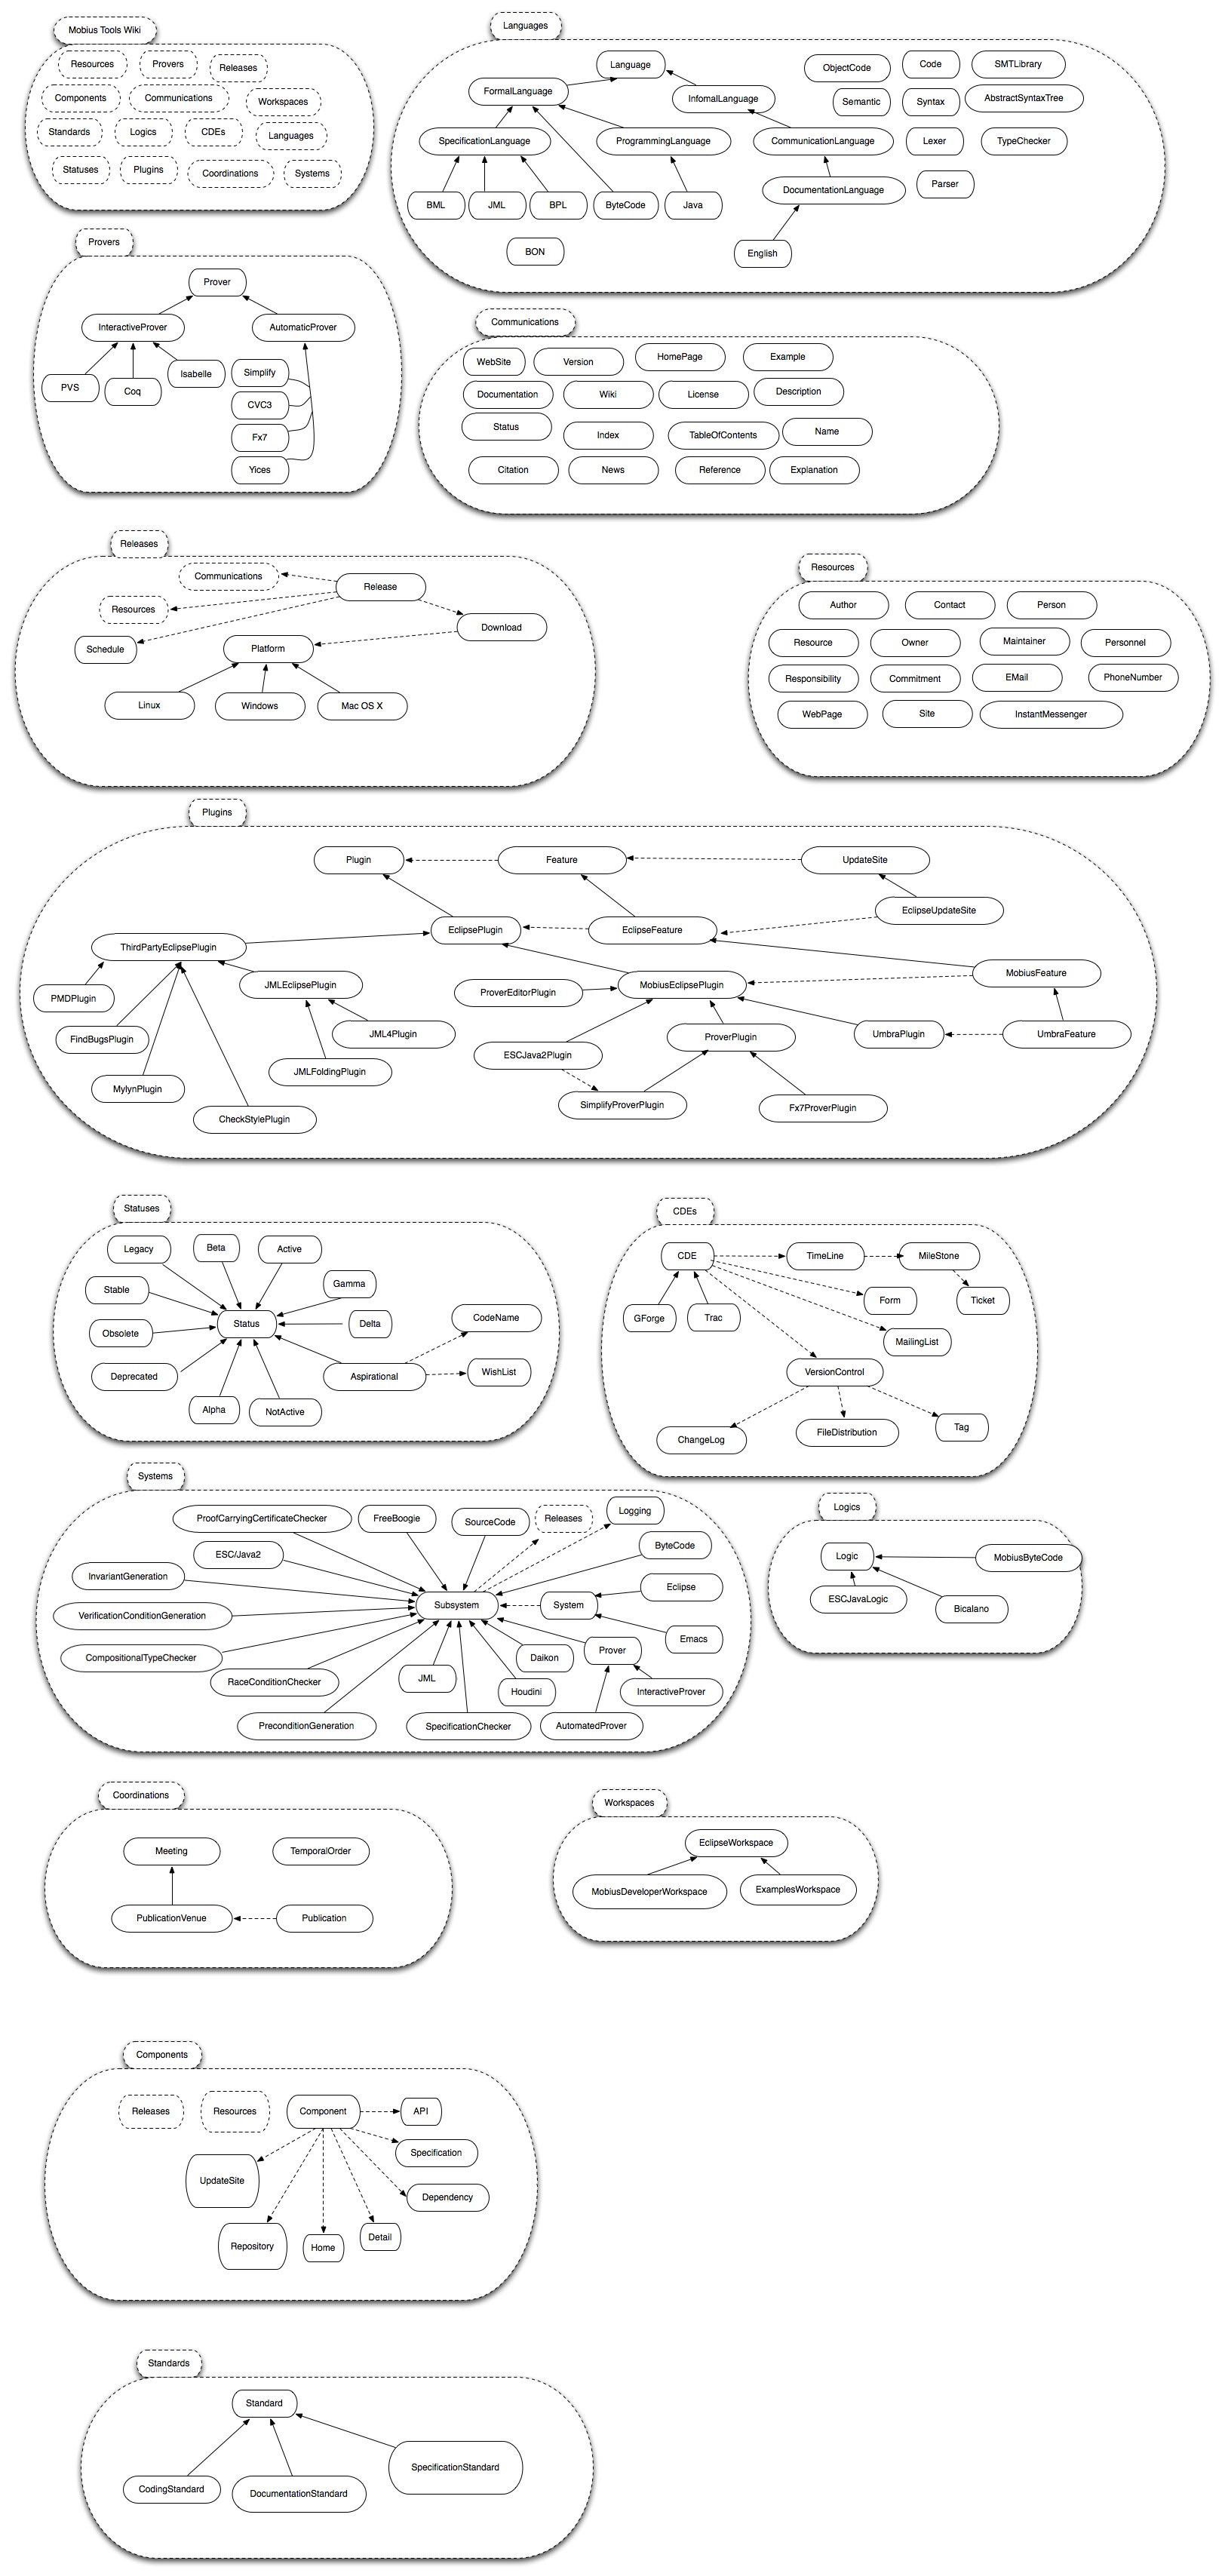 Mobius Tools Wiki
Resources
Provers
Releases
Components
Communications
Workspaces
Standards
Logics
CDEs
Languages
Statuses
Plugins
Coordinations
Systems
Languages
Language
ObjectCode
Code
SMTLibrary
FormalLanguage
InfomalLanguage
Semantic
Syntax
AbstractSyntaxTree
SpecificationLanguage
ProgrammingLanguage
CommunicationLanguage
Lexer
TypeChecker
DocumentationLanguage
Parser
BML
JML
BPL
ByteCode
Java
BON
English
Provers
Prover
InteractiveProver
AutomaticProver
PVS
Coq
Isabelle
Simplify
CVC3
Fx7
Yices
Communications
WebSite
Version
HomePage
Example
Documentation
Wiki
License
Description
Status
Index
TableOfContents
Name
Citation
News
Reference
Explanation
Releases
Communications
Release
Resources
Download
Schedule
Platform
Linux
Windows
Mac OS X
Resources
Author
Contact
Person
Resource
Owner
Maintainer
Personnel
Responsibility
Commitment
EMail
PhoneNumber
WebPage
Site
InstantMessenger
Plugins
Plugin
Feature
UpdateSite
EclipsePlugin
EclipseFeature
EclipseUpdateSite
ThirdPartyEclipsePlugin
PMDPlugin
JMLEclipsePlugin
ProverEditorPlugin
MobiusEclipsePlugin
MobiusFeature
FindBugsPlugin
JML4Plugin
ESCJava2Plugin
ProverPlugin
UmbraPlugin
UmbraFeature
MylynPlugin
JMLFoldingPlugin
CheckStylePlugin
SimplifyProverPlugin
Fx7ProverPlugin
Statuses
Legacy
Beta
Active
Stable
Gamma
Obsolete
Status
Delta
CodeName
Deprecated
Aspirational
WishList
Alpha
NotActive
CDEs
CDE
TimeLine
MileStone
GForge
Trac
Form
Ticket
MailingList
VersionControl
ChangeLog
FileDistribution
Tag
Systems
ProofCarryingCertificateChecker
FreeBoogie
SourceCode
Releases
Logging
ESC/Java2
ByteCode
InvariantGeneration
Eclipse
VerificationConditionGeneration
Subsystem
System
Emacs
CompositionalTypeChecker
Daikon
Prover
RaceConditionChecker
JML
Houdini
InteractiveProver
PreconditionGeneration
SpecificationChecker
AutomatedProver
Logics
Logic
MobiusByteCode
ESCJavaLogic
Bicalano
Coordinations
Meeting
TemporalOrder
PublicationVenue
Publication
Workspaces
EclipseWorkspace
MobiusDeveloperWorkspace
ExamplesWorkspace
Components
Releases
Resources
Component
API
Specification
UpdateSite
Dependency
Repository
Home
Detail
Standards
Standard
SpecificationStandard
CodingStandard
DocumentationStandard